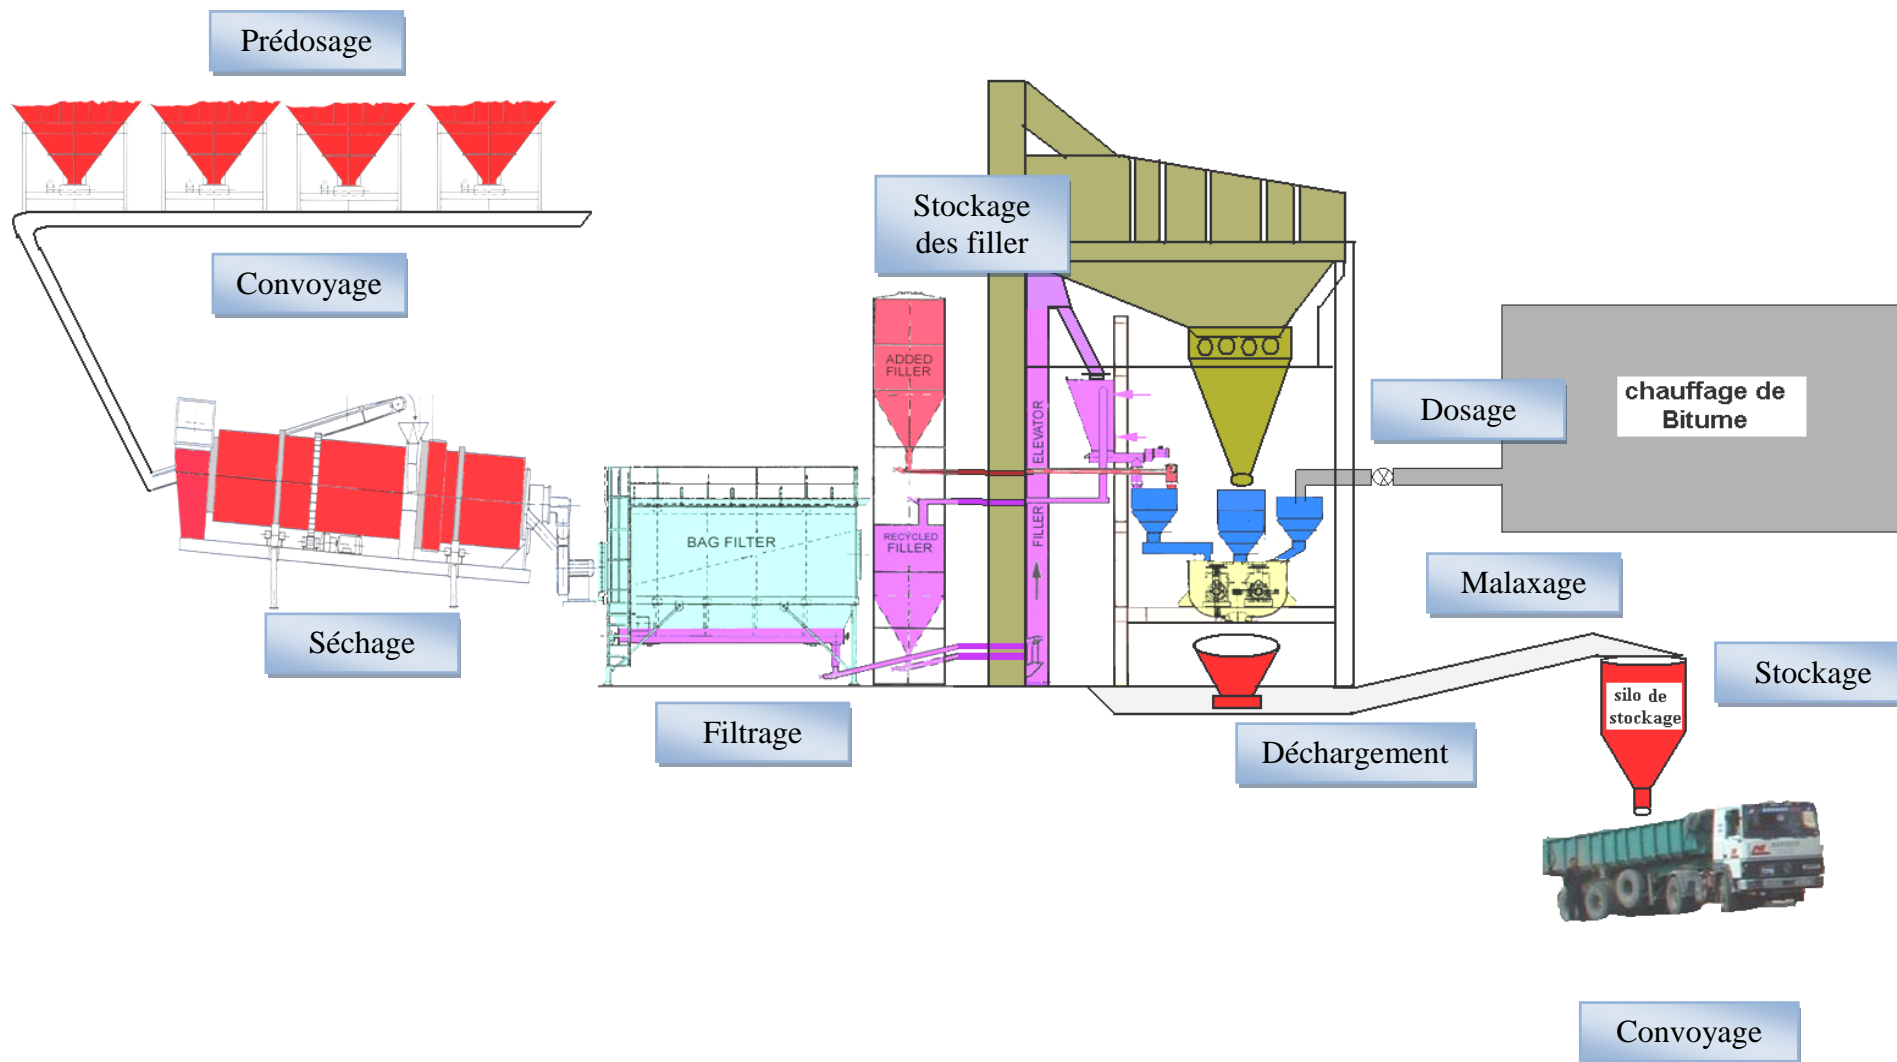 Prédosage
Convoyage
Stockage
des filler
ADDED
FILLER
chauffage de
Bitume
Dosage
FILLER ELEVATOR
BAG FILTER
RECYCLED
FILLER
Malaxage
Séchage
Stockage
silo de
stockage
Filtrage
Déchargement
Convoyage